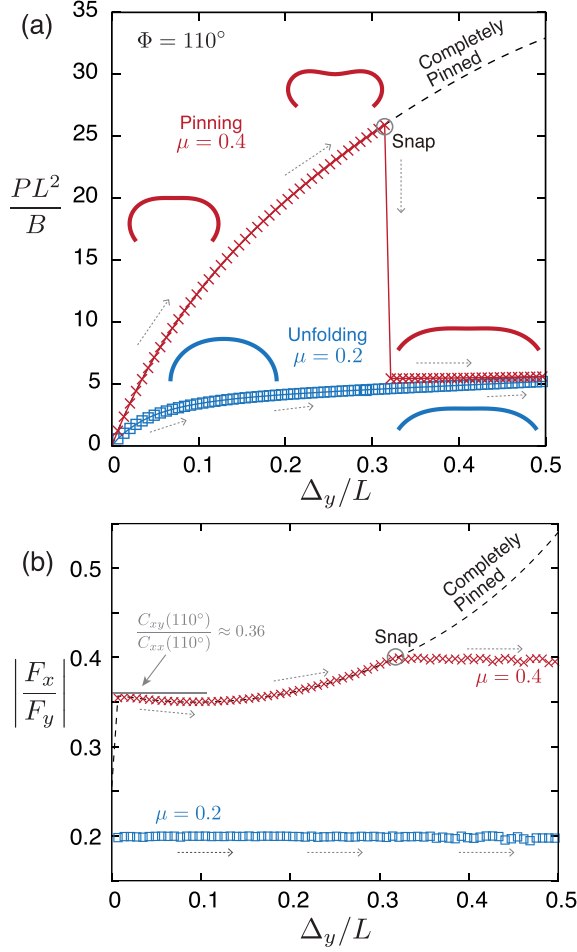 (a)
Φ = 110°
35
30
25
20
15
10
5
0
PL²
B
Pinning
μ = 0.4
Completely
Pinned
Snap
Unfolding
μ = 0.2
0
0.1
0.2
0.3
0.4
0.5
Δy/L
(b)
0.5
0.4
0.3
0.2
|Fx/Fy|
Cxy(110°)
Cxx(110°)
≈ 0.36
Completely
Pinned
Snap
μ = 0.4
μ = 0.2
0
0.1
0.2
0.3
0.4
0.5
Δy/L